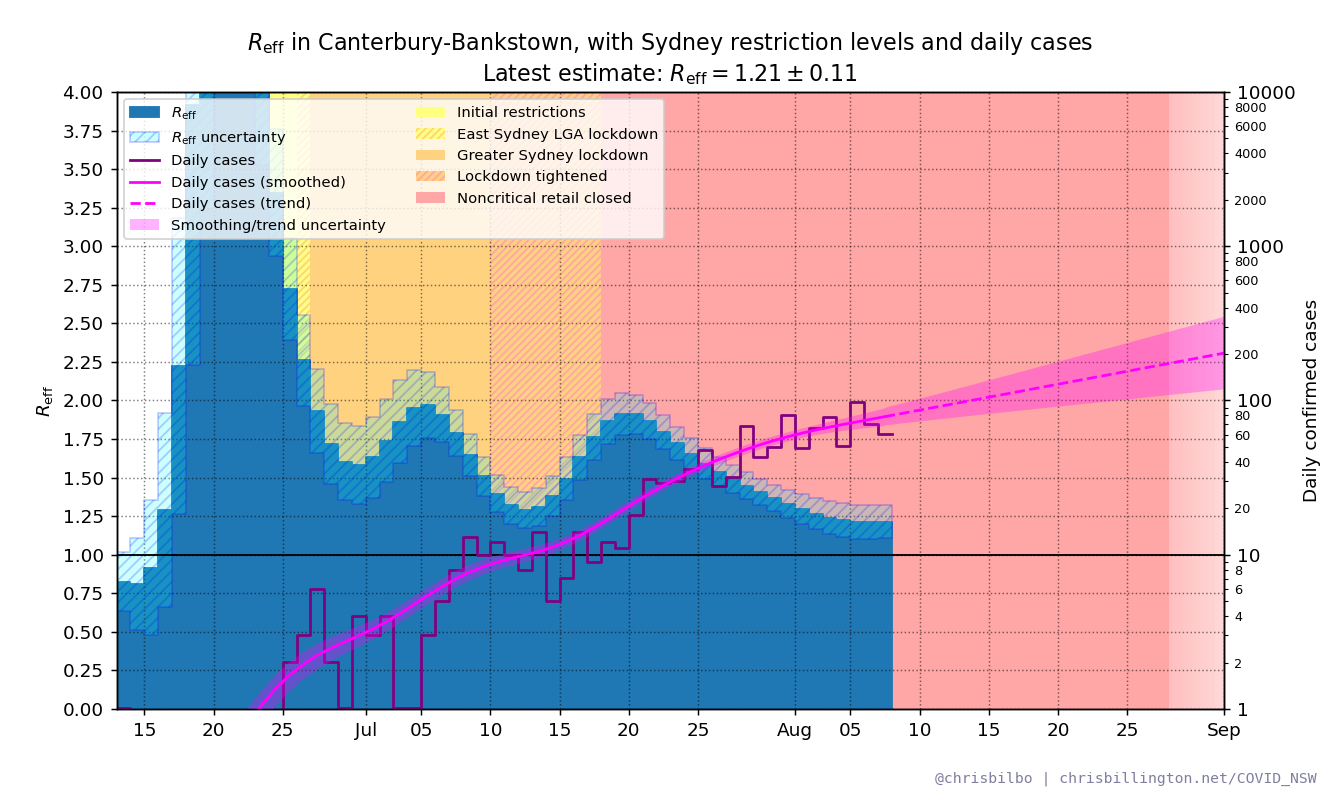 R_eff in Canterbury-Bankstown, with Sydney restriction levels and daily cases
Latest estimate: R_eff = 1.21 ± 0.11
R_eff
R_eff uncertainty
Daily cases
Daily cases (smoothed)
Daily cases (trend)
Smoothing/trend uncertainty
Initial restrictions
East Sydney LGA lockdown
Greater Sydney lockdown
Lockdown tightened
Noncritical retail closed
4.00
3.75
3.50
3.25
3.00
2.75
2.50
2.25
2.00
1.75
1.50
1.25
1.00
0.75
0.50
0.25
0.00
R_eff
10000
8000
6000
4000
2000
1000
800
600
400
200
100
80
60
40
20
10
8
6
4
2
1
Daily confirmed cases
15 20 25 Jul 05 10 15 20 25 Aug 05 10 15 20 25 Sep
@chrisbilbo | chrisbillington.net/COVID_NSW